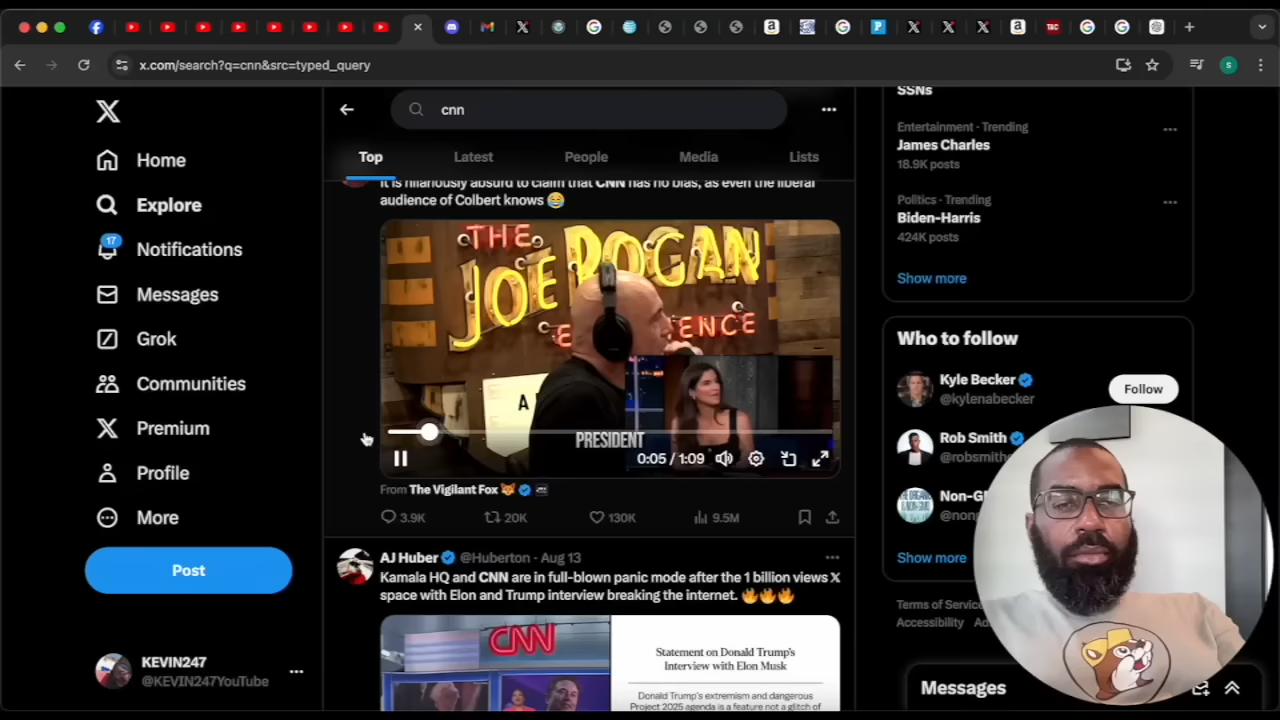 x.com/search?q=cnn&src=typed_query
Home
Explore
17
Notifications
Messages
Grok
Communities
Premium
Profile
More
Post
KEVIN247
@KEVIN247YouTube
cnn
Top
Latest
People
Media
Lists
It is hilariously absurd to claim that CNN has no bias, as even the liberal
audience of Colbert knows 😂
THE
JOE ROGAN
ENCE
A
PRESIDENT
0:05 / 1:09
From The Vigilant Fox 🦊
3.9K
20K
130K
9.5M
AJ Huber @Huberton · Aug 13
Kamala HQ and CNN are in full-blown panic mode after the 1 billion views X
space with Elon and Trump interview breaking the internet. 🔥🔥🔥
CNN
Statement on Donald Trump's
Interview with Elon Musk
Donald Trump's extremism and dangerous
Project 2025 agenda is a feature not a glitch of
SSNs
Entertainment · Trending
James Charles
18.9K posts
Politics · Trending
Biden-Harris
424K posts
Show more
Who to follow
Kyle Becker
@kylenabecker
Follow
Rob Smith
Show more
Terms of Service
Accessibility
Messages